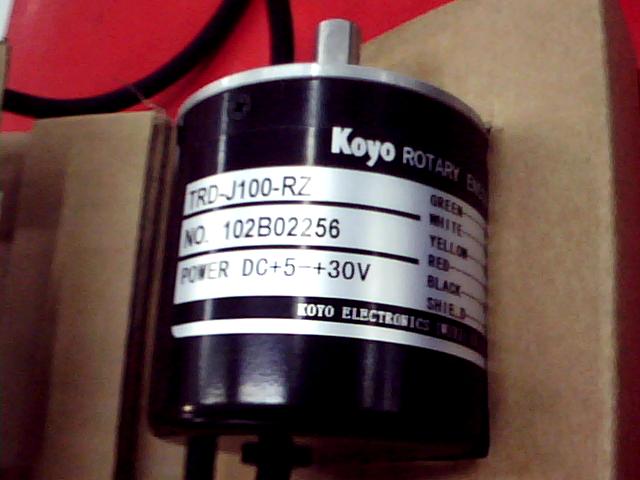 Koyo ROTARY
TRD-J100-RZ
NO. 102B02256
POWER DC+5-+30V
GREEN
WHITE
YELLOW
RED
BLACK
SHIELD
KOYO ELECTRONICS